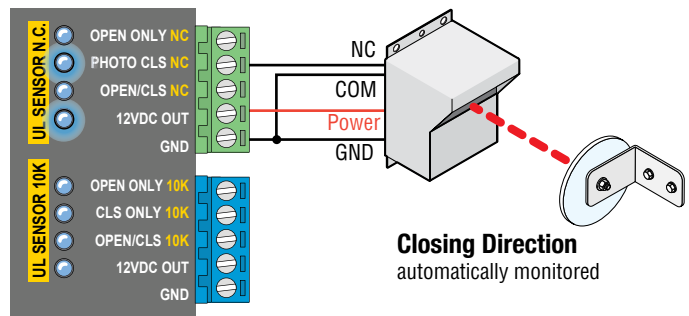 UL SENSOR N.C.
OPEN ONLY NC
PHOTO CLS NC
OPEN/CLS NC
12VDC OUT
GND
NC
COM
Power
GND
UL SENSOR 10K
OPEN ONLY 10K
CLS ONLY 10K
OPEN/CLS 10K
12VDC OUT
GND
Closing Direction
automatically monitored